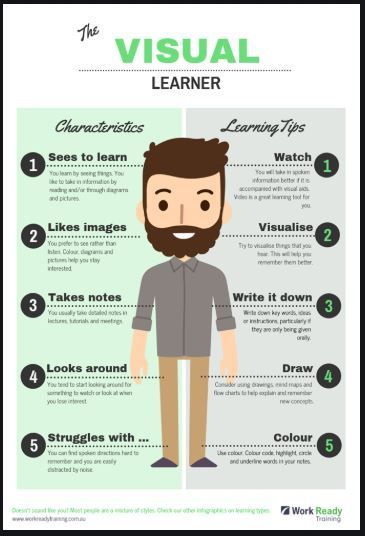 The
VISUAL
LEARNER
Characteristics
1
Sees to learn
You learn by seeing things. You
like to take in information by
reading and/or through diagrams
and pictures.
2
Likes images
You prefer to see rather than
listen. Colour, diagrams and
pictures help you stay
interested.
3
Takes notes
You usually take detailed notes in
lectures, tutorials and meetings.
4
Looks around
You tend to start looking around for
something to watch or look at when
you lose interest.
5
Struggles with ...
You can find spoken directions hard to
remember and you are easily
distracted by noise.
Learning Tips
Watch
1
You will take in spoken
information better if it is
accompanied with visual aids.
Video is a great learning tool for
you.
Visualise
2
Try to visualise things that you
hear. This will help you
remember them better.
Write it down
3
Write down key words, ideas
or instructions, particularly if
they are only being given
orally.
Draw
4
Consider using drawings, mind maps and
flow charts to help explain and remember
new concepts.
Colour
5
Use colour. Colour code, highlight, circle
and underline words in your notes.
Doesn't sound like you? Most people are a mixture of styles. Check our other infographics on learning types.
www.workreadytraining.com.au
Work Ready
Training